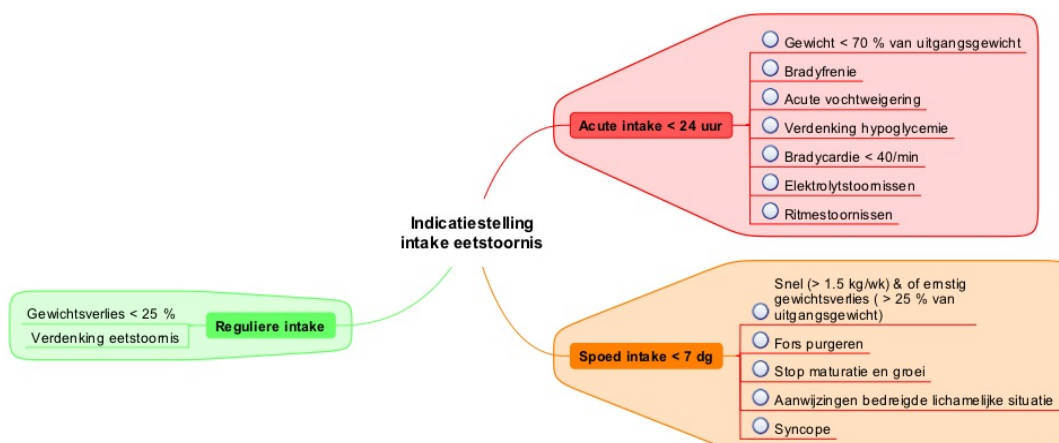 Indicatiestelling
intake eetstoornis
Acute intake < 24 uur
Gewicht < 70 % van uitgangsgewicht
Bradyfrenie
Acute vochtweigering
Verdenking hypoglycemie
Bradycardie < 40/min
Elektrolytstoornissen
Ritmestoornissen
Spoed intake < 7 dg
Snel (> 1.5 kg/wk) & of ernstig
gewichtsverlies ( > 25 % van
uitgangsgewicht)
Fors purgeren
Stop maturatie en groei
Aanwijzingen bedreigde lichamelijke situatie
Syncope
Reguliere intake
Gewichtsverlies < 25 %
Verdenking eetstoornis